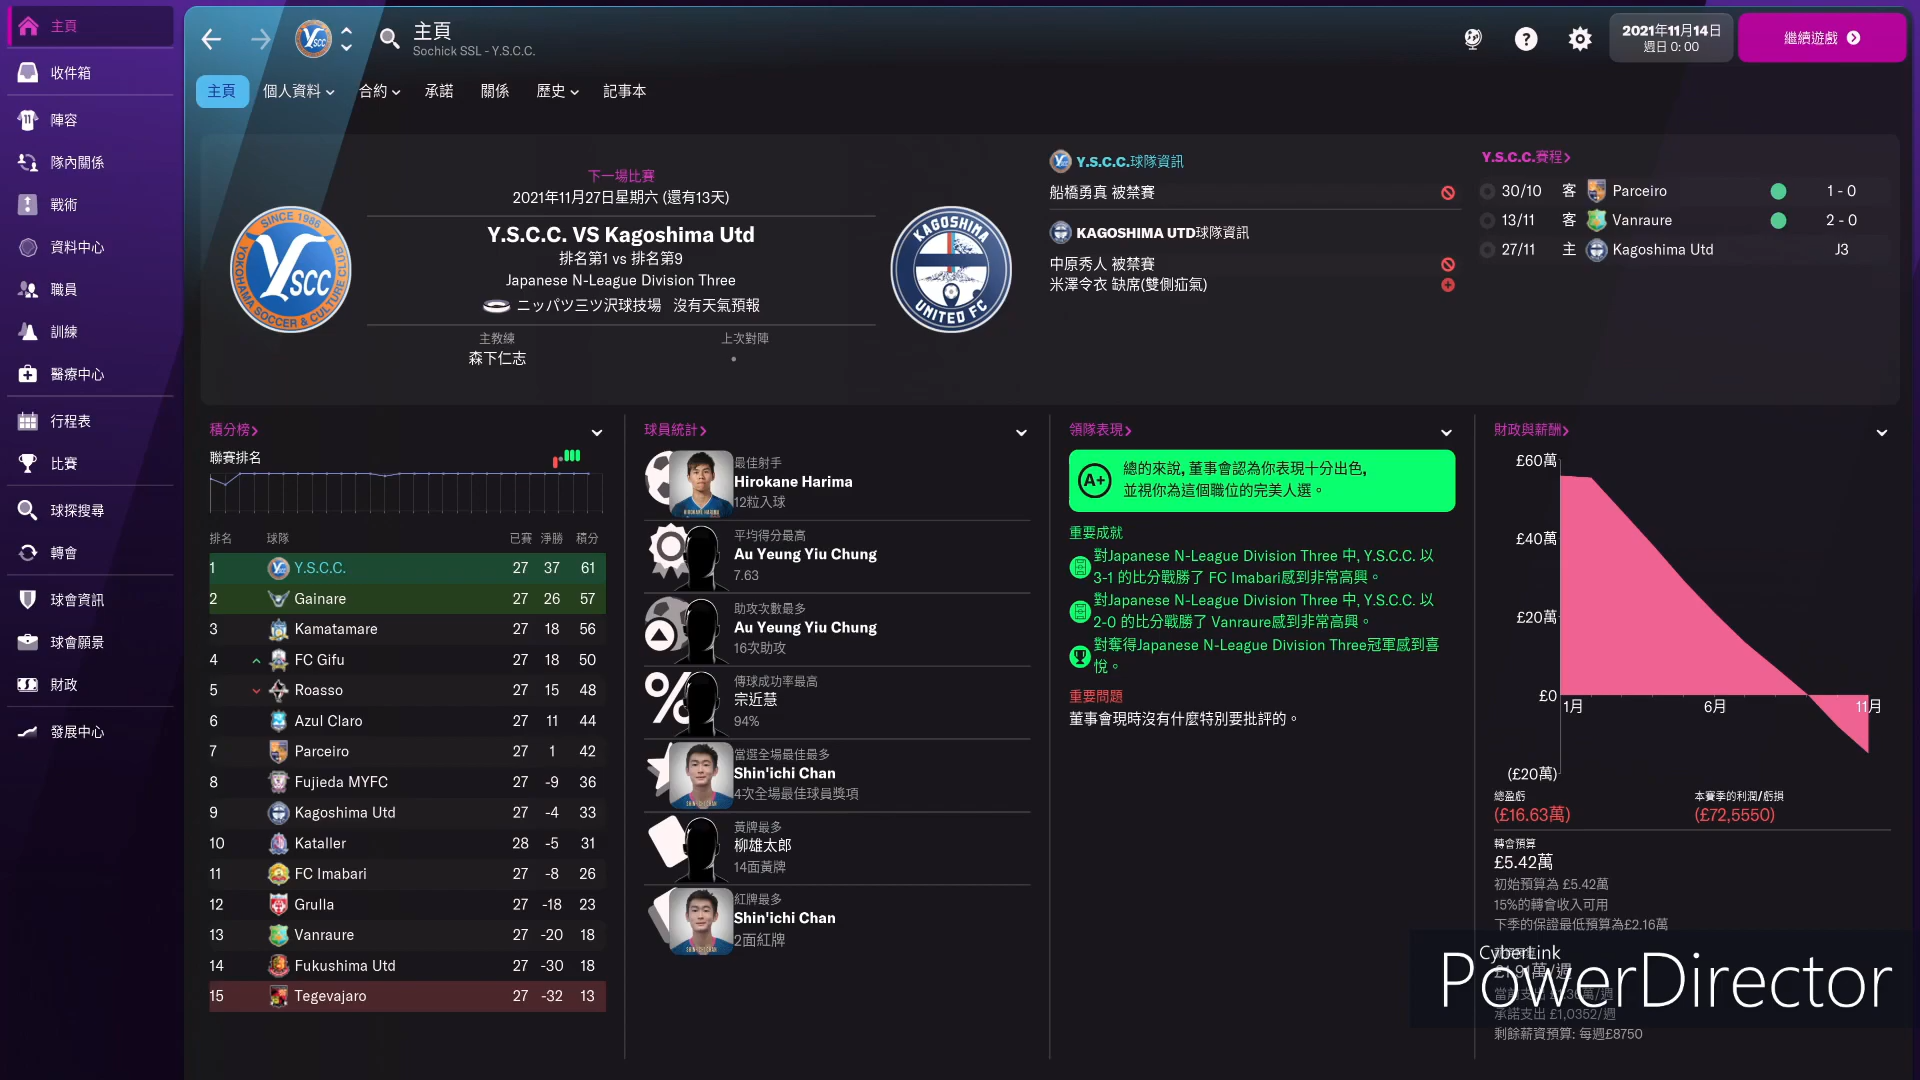 主頁
收件箱
陣容
隊內關係
戰術
資料中心
職員
訓練
醫療中心
行程表
比賽
球探搜尋
轉會
球會資訊
球會願景
財政
發展中心
主頁
Sochick SSL - Y.S.C.C.
2021年11月14日
週日 0: 00
繼續遊戲
主頁 個人資料 合約 承諾 關係 歷史 記事本
下一場比賽
2021年11月27日星期六 (還有13天)
Y.S.C.C. VS Kagoshima Utd
排名第1 vs 排名第9
Japanese N-League Division Three
ニッパツ三ツ沢球技場 沒有天氣預報
主教練 上次對陣
森下仁志
SINCE 1986
YSCC
YOKOHAMA SOCCER & CULTURE CLUB
KAGOSHIMA
UNITED FC
Y.S.C.C.球隊資訊
船橋勇真 被禁賽
KAGOSHIMA UTD球隊資訊
中原秀人 被禁賽
米澤令衣 缺席(雙側疝氣)
Y.S.C.C.賽程
30/10 客 Parceiro 1 - 0
13/11 客 Vanraure 2 - 0
27/11 主 Kagoshima Utd J3
積分榜
聯賽排名
排名 球隊 已賽 淨勝 積分
1 Y.S.C.C. 27 37 61
2 Gainare 27 26 57
3 Kamatamare 27 18 56
4 FC Gifu 27 18 50
5 Roasso 27 15 48
6 Azul Claro 27 11 44
7 Parceiro 27 1 42
8 Fujieda MYFC 27 -9 36
9 Kagoshima Utd 27 -4 33
10 Kataller 28 -5 31
11 FC Imabari 27 -8 26
12 Grulla 27 -18 23
13 Vanraure 27 -20 18
14 Fukushima Utd 27 -30 18
15 Tegevajaro 27 -32 13
球員統計
最佳射手
Hirokane Harima
12粒入球
平均得分最高
Au Yeung Yiu Chung
7.63
助攻次數最多
Au Yeung Yiu Chung
16次助攻
傳球成功率最高
宗近慧
94%
當選全場最佳最多
Shin'ichi Chan
4次全場最佳球員獎項
黃牌最多
柳雄太郎
14面黃牌
紅牌最多
Shin'ichi Chan
2面紅牌
領隊表現
A+
總的來說, 董事會認為你表現十分出色,
並視你為這個職位的完美人選。
重要成就
對Japanese N-League Division Three 中, Y.S.C.C. 以
3-1 的比分戰勝了 FC Imabari感到非常高興。
對Japanese N-League Division Three 中, Y.S.C.C. 以
2-0 的比分戰勝了 Vanraure感到非常高興。
對奪得Japanese N-League Division Three冠軍感到喜
悅。
重要問題
董事會現時沒有什麼特別要批評的。
財政與薪酬
£60萬
£40萬
£20萬
£0
(£20萬)
1月 6月 11月
總盈虧 本賽季的利潤/虧損
(£16.63萬) (£72,5550)
轉會預算
£5.42萬
初始預算為 £5.42萬
15%的轉會收入可用
下季的保證最低預算為£2.16萬
CyberLink
PowerDirector
承諾支出 £1,0352/週
剩餘薪資預算: 每週£8750